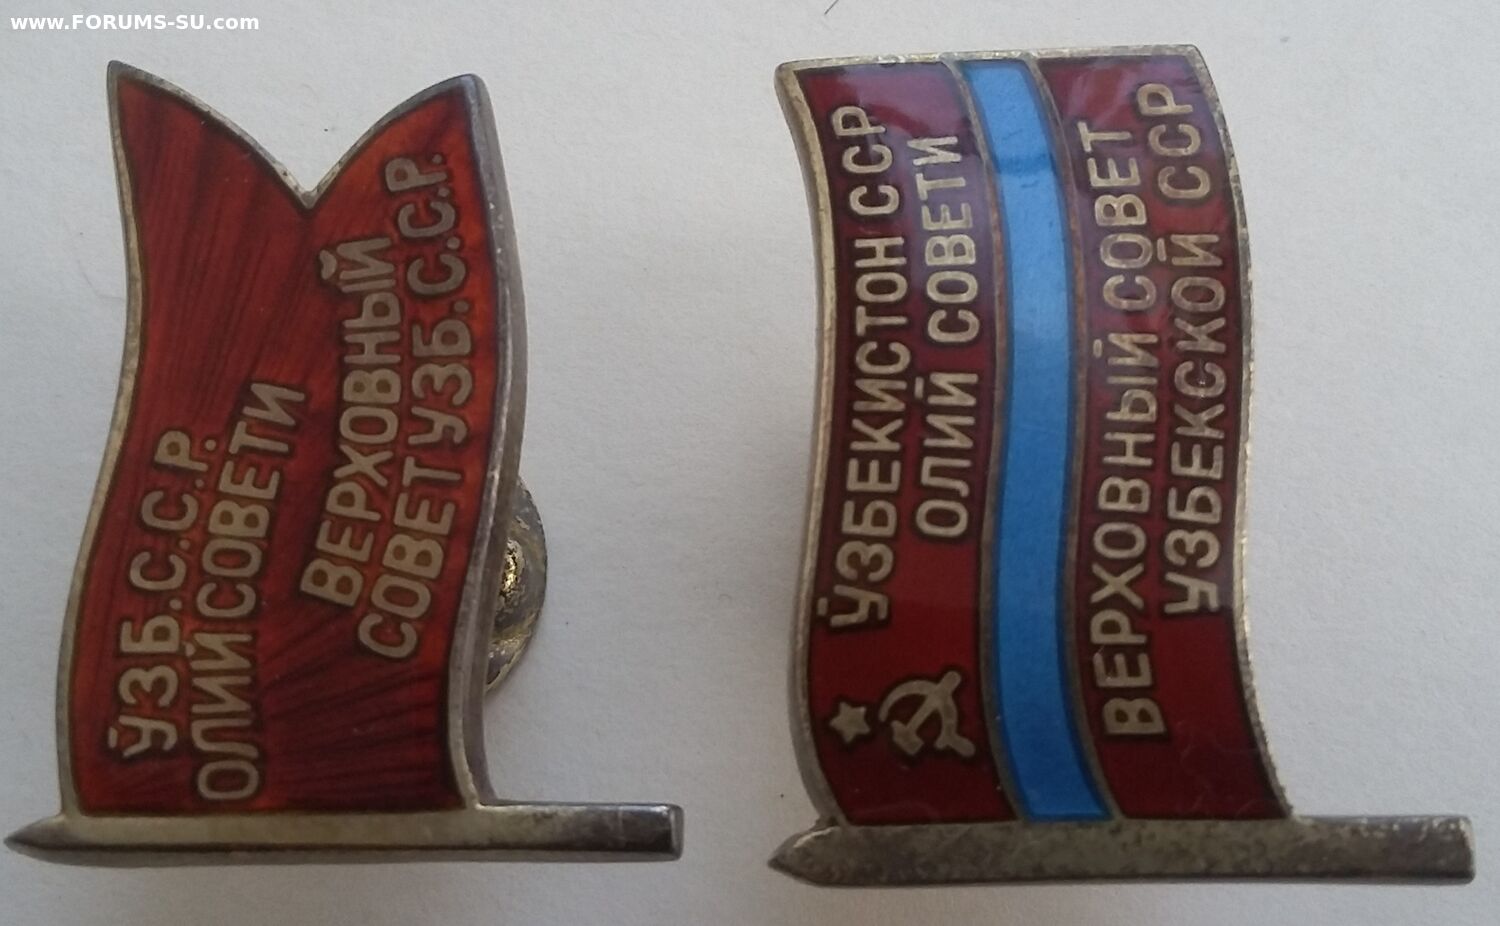 www.FORUMS-SU.com
ЎЗБ.С.С.Р.
ОЛИЙ СОВЕТИ
ВЕРХОВНЫЙ
СОВЕТ УЗБ.С.С.Р.
ЎЗБЕКИСТОН ССР
ОЛИЙ СОВЕТИ
ВЕРХОВНЫЙ СОВЕТ
УЗБЕКСКОЙ ССР